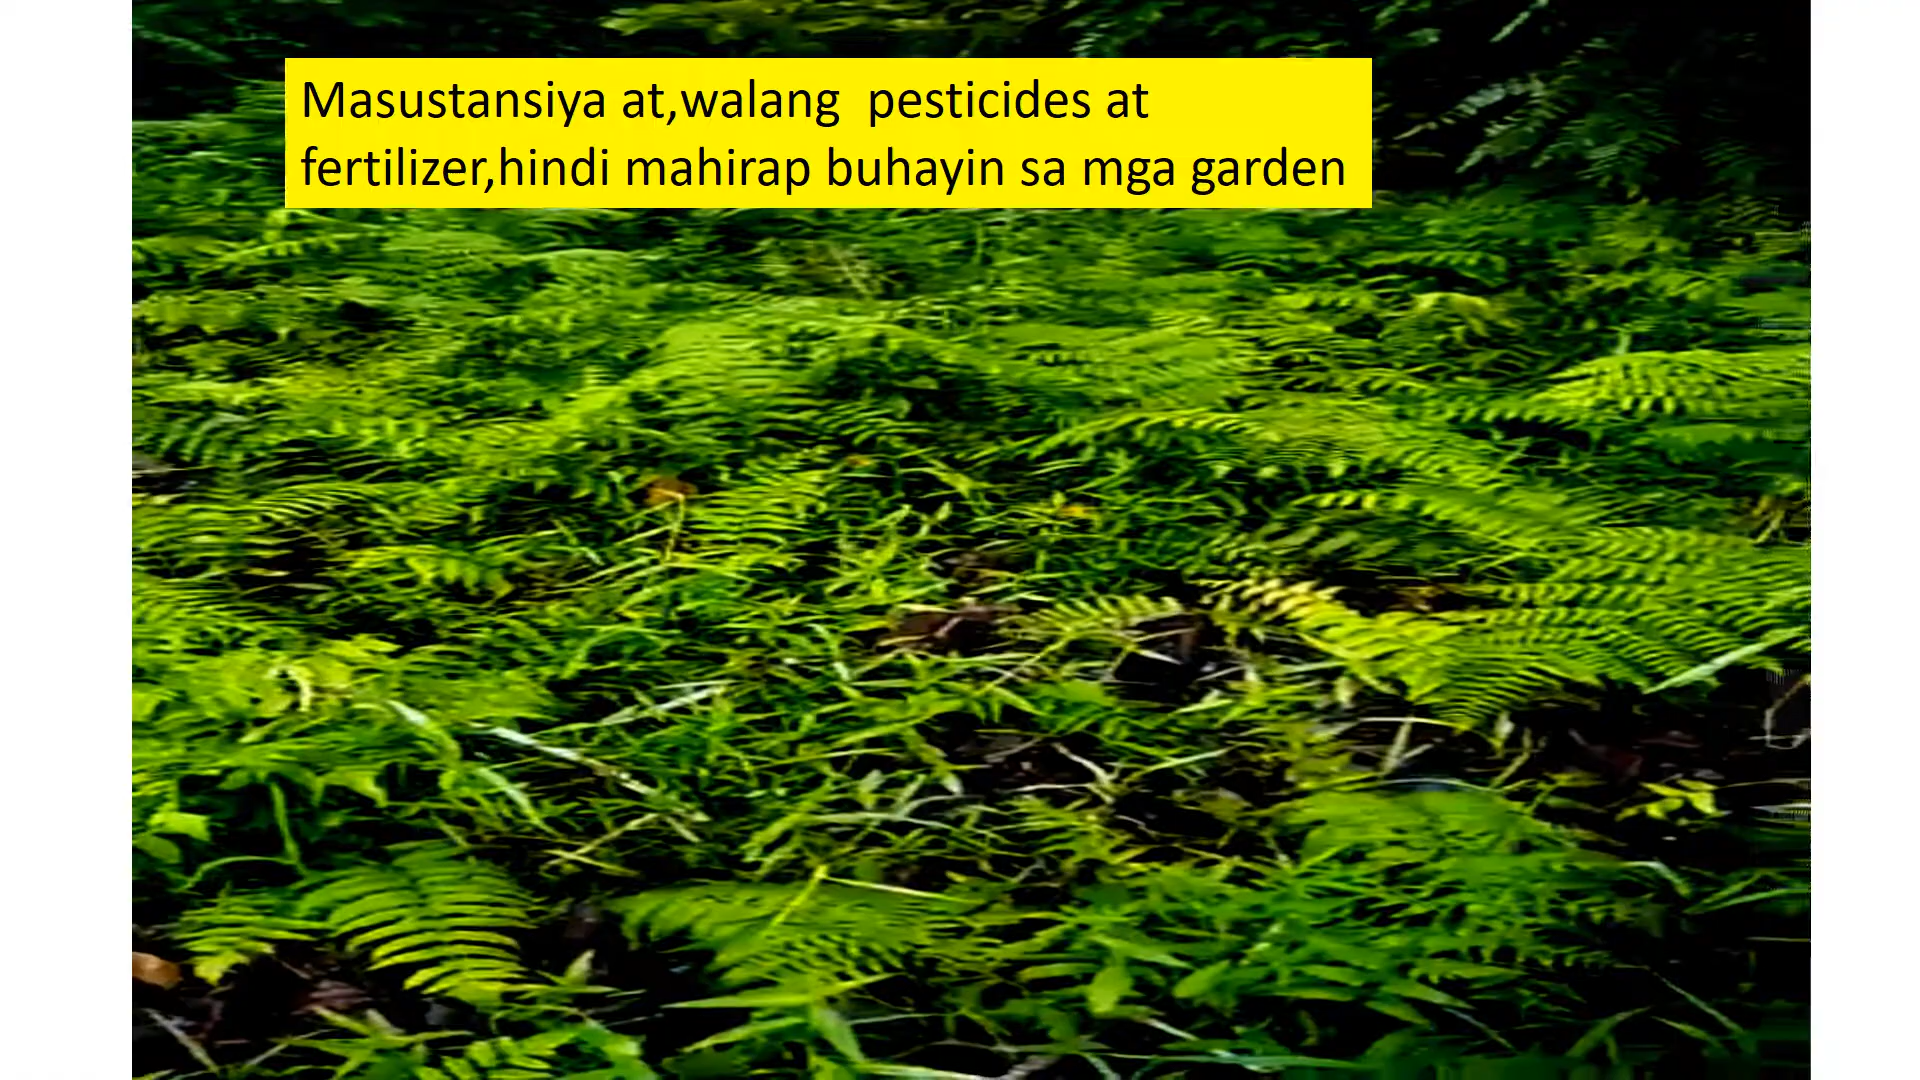 Masustansiya at,walang  pesticides at
fertilizer,hindi mahirap buhayin sa mga garden